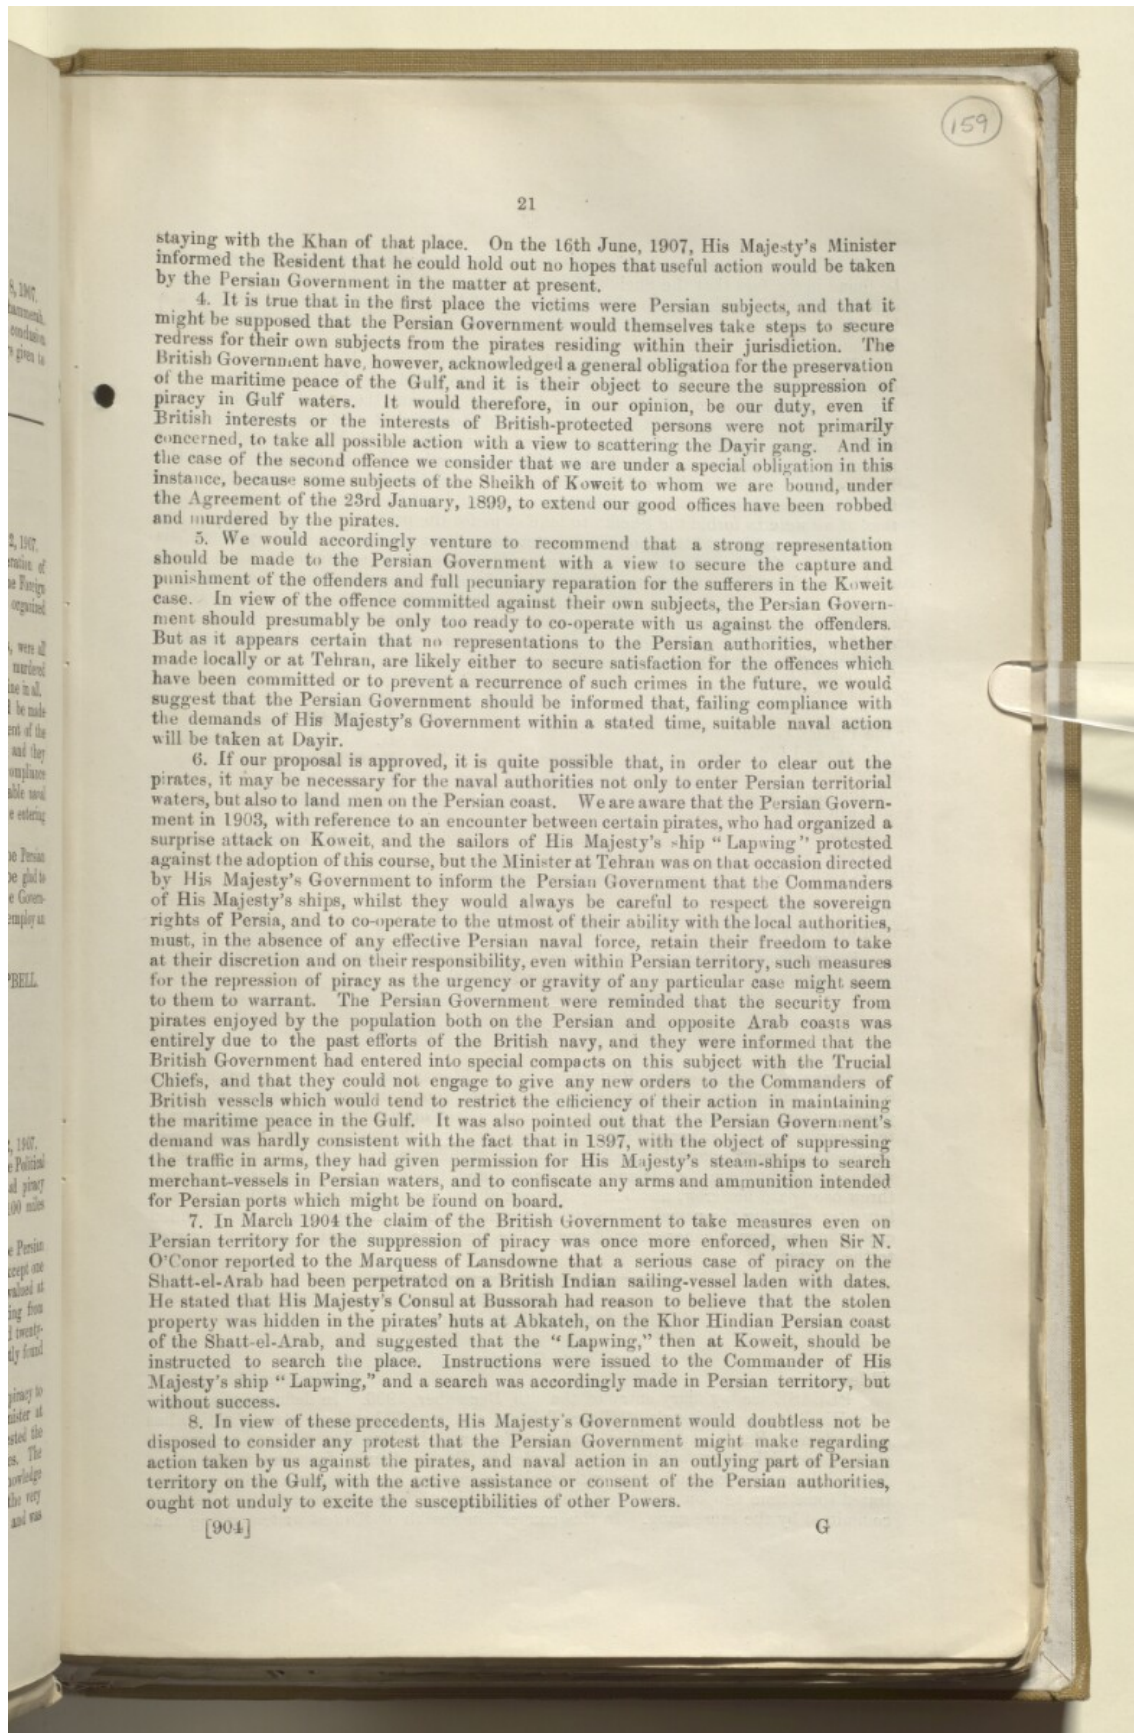 159
21
staying with the Khan of that place. On the 16th June, 1907, His Majesty's Minister
informed the Resident that he could hold out no hopes that useful action would be taken
by the Persian Government in the matter at present.
4. It is true that in the first place the victims were Persian subjects, and that it
might be supposed that the Persian Government would themselves take steps to secure
redress for their own subjects from the pirates residing within their jurisdiction. The
British Government have, however, acknowledged a general obligation for the preservation
of the maritime peace of the Gulf, and it is their object to secure the suppression of
piracy in Gulf waters. It would therefore, in our opinion, be our duty, even if
British interests or the interests of British-protected persons were not primarily
concerned, to take all possible action with a view to scattering the Dayir gang. And in
the case of the second offence we consider that we are under a special obligation in this
instance, because some subjects of the Sheikh of Koweit to whom we are bound, under
the Agreement of the 23rd January, 1899, to extend our good offices have been robbed
and murdered by the pirates.
5. We would accordingly venture to recommend that a strong representation
should be made to the Persian Government with a view to secure the capture and
punishment of the offenders and full pecuniary reparation for the sufferers in the Koweit
case. In view of the offence committed against their own subjects, the Persian Govern-
ment should presumably be only too ready to co-operate with us against the offenders.
But as it appears certain that no representations to the Persian authorities, whether
made locally or at Tehran, are likely either to secure satisfaction for the offences which
have been committed or to prevent a recurrence of such crimes in the future, we would
suggest that the Persian Government should be informed that, failing compliance with
the demands of His Majesty's Government within a stated time, suitable naval action
will be taken at Dayir.
6. If our proposal is approved, it is quite possible that, in order to clear out the
pirates, it may be necessary for the naval authorities not only to enter Persian territorial
waters, but also to land men on the Persian coast. We are aware that the Persian Govern-
ment in 1903, with reference to an encounter between certain pirates, who had organized a
surprise attack on Koweit, and the sailors of His Majesty's ship "Lapwing" protested
against the adoption of this course, but the Minister at Tehran was on that occasion directed
by His Majesty's Government to inform the Persian Government that the Commanders
of His Majesty's ships, whilst they would always be careful to respect the sovereign
rights of Persia, and to co-operate to the utmost of their ability with the local authorities,
must, in the absence of any effective Persian naval force, retain their freedom to take
at their discretion and on their responsibility, even within Persian territory, such measures
for the repression of piracy as the urgency or gravity of any particular case might seem
to them to warrant. The Persian Government were reminded that the security from
pirates enjoyed by the population both on the Persian and opposite Arab coasts was
entirely due to the past efforts of the British navy, and they were informed that the
British Government had entered into special compacts on this subject with the Trucial
Chiefs, and that they could not engage to give any new orders to the Commanders of
British vessels which would tend to restrict the efficiency of their action in maintaining
the maritime peace in the Gulf. It was also pointed out that the Persian Government's
demand was hardly consistent with the fact that in 1897, with the object of suppressing
the traffic in arms, they had given permission for His Majesty's steam-ships to search
merchant-vessels in Persian waters, and to confiscate any arms and ammunition intended
for Persian ports which might be found on board.
7. In March 1904 the claim of the British Government to take measures even on
Persian territory for the suppression of piracy was once more enforced, when Sir N.
O'Conor reported to the Marquess of Lansdowne that a serious case of piracy on the
Shatt-el-Arab had been perpetrated on a British Indian sailing-vessel laden with dates.
He stated that His Majesty's Consul at Bussorah had reason to believe that the stolen
property was hidden in the pirates' huts at Abkatch, on the Khor Hindian Persian coast
of the Shatt-el-Arab, and suggested that the "Lapwing," then at Koweit, should be
instructed to search the place. Instructions were issued to the Commander of His
Majesty's ship "Lapwing," and a search was accordingly made in Persian territory, but
without success.
8. In view of these precedents, His Majesty's Government would doubtless not be
disposed to consider any protest that the Persian Government might make regarding
action taken by us against the pirates, and naval action in an outlying part of Persian
territory on the Gulf, with the active assistance or consent of the Persian authorities,
ought not unduly to excite the susceptibilities of other Powers.
[904] G